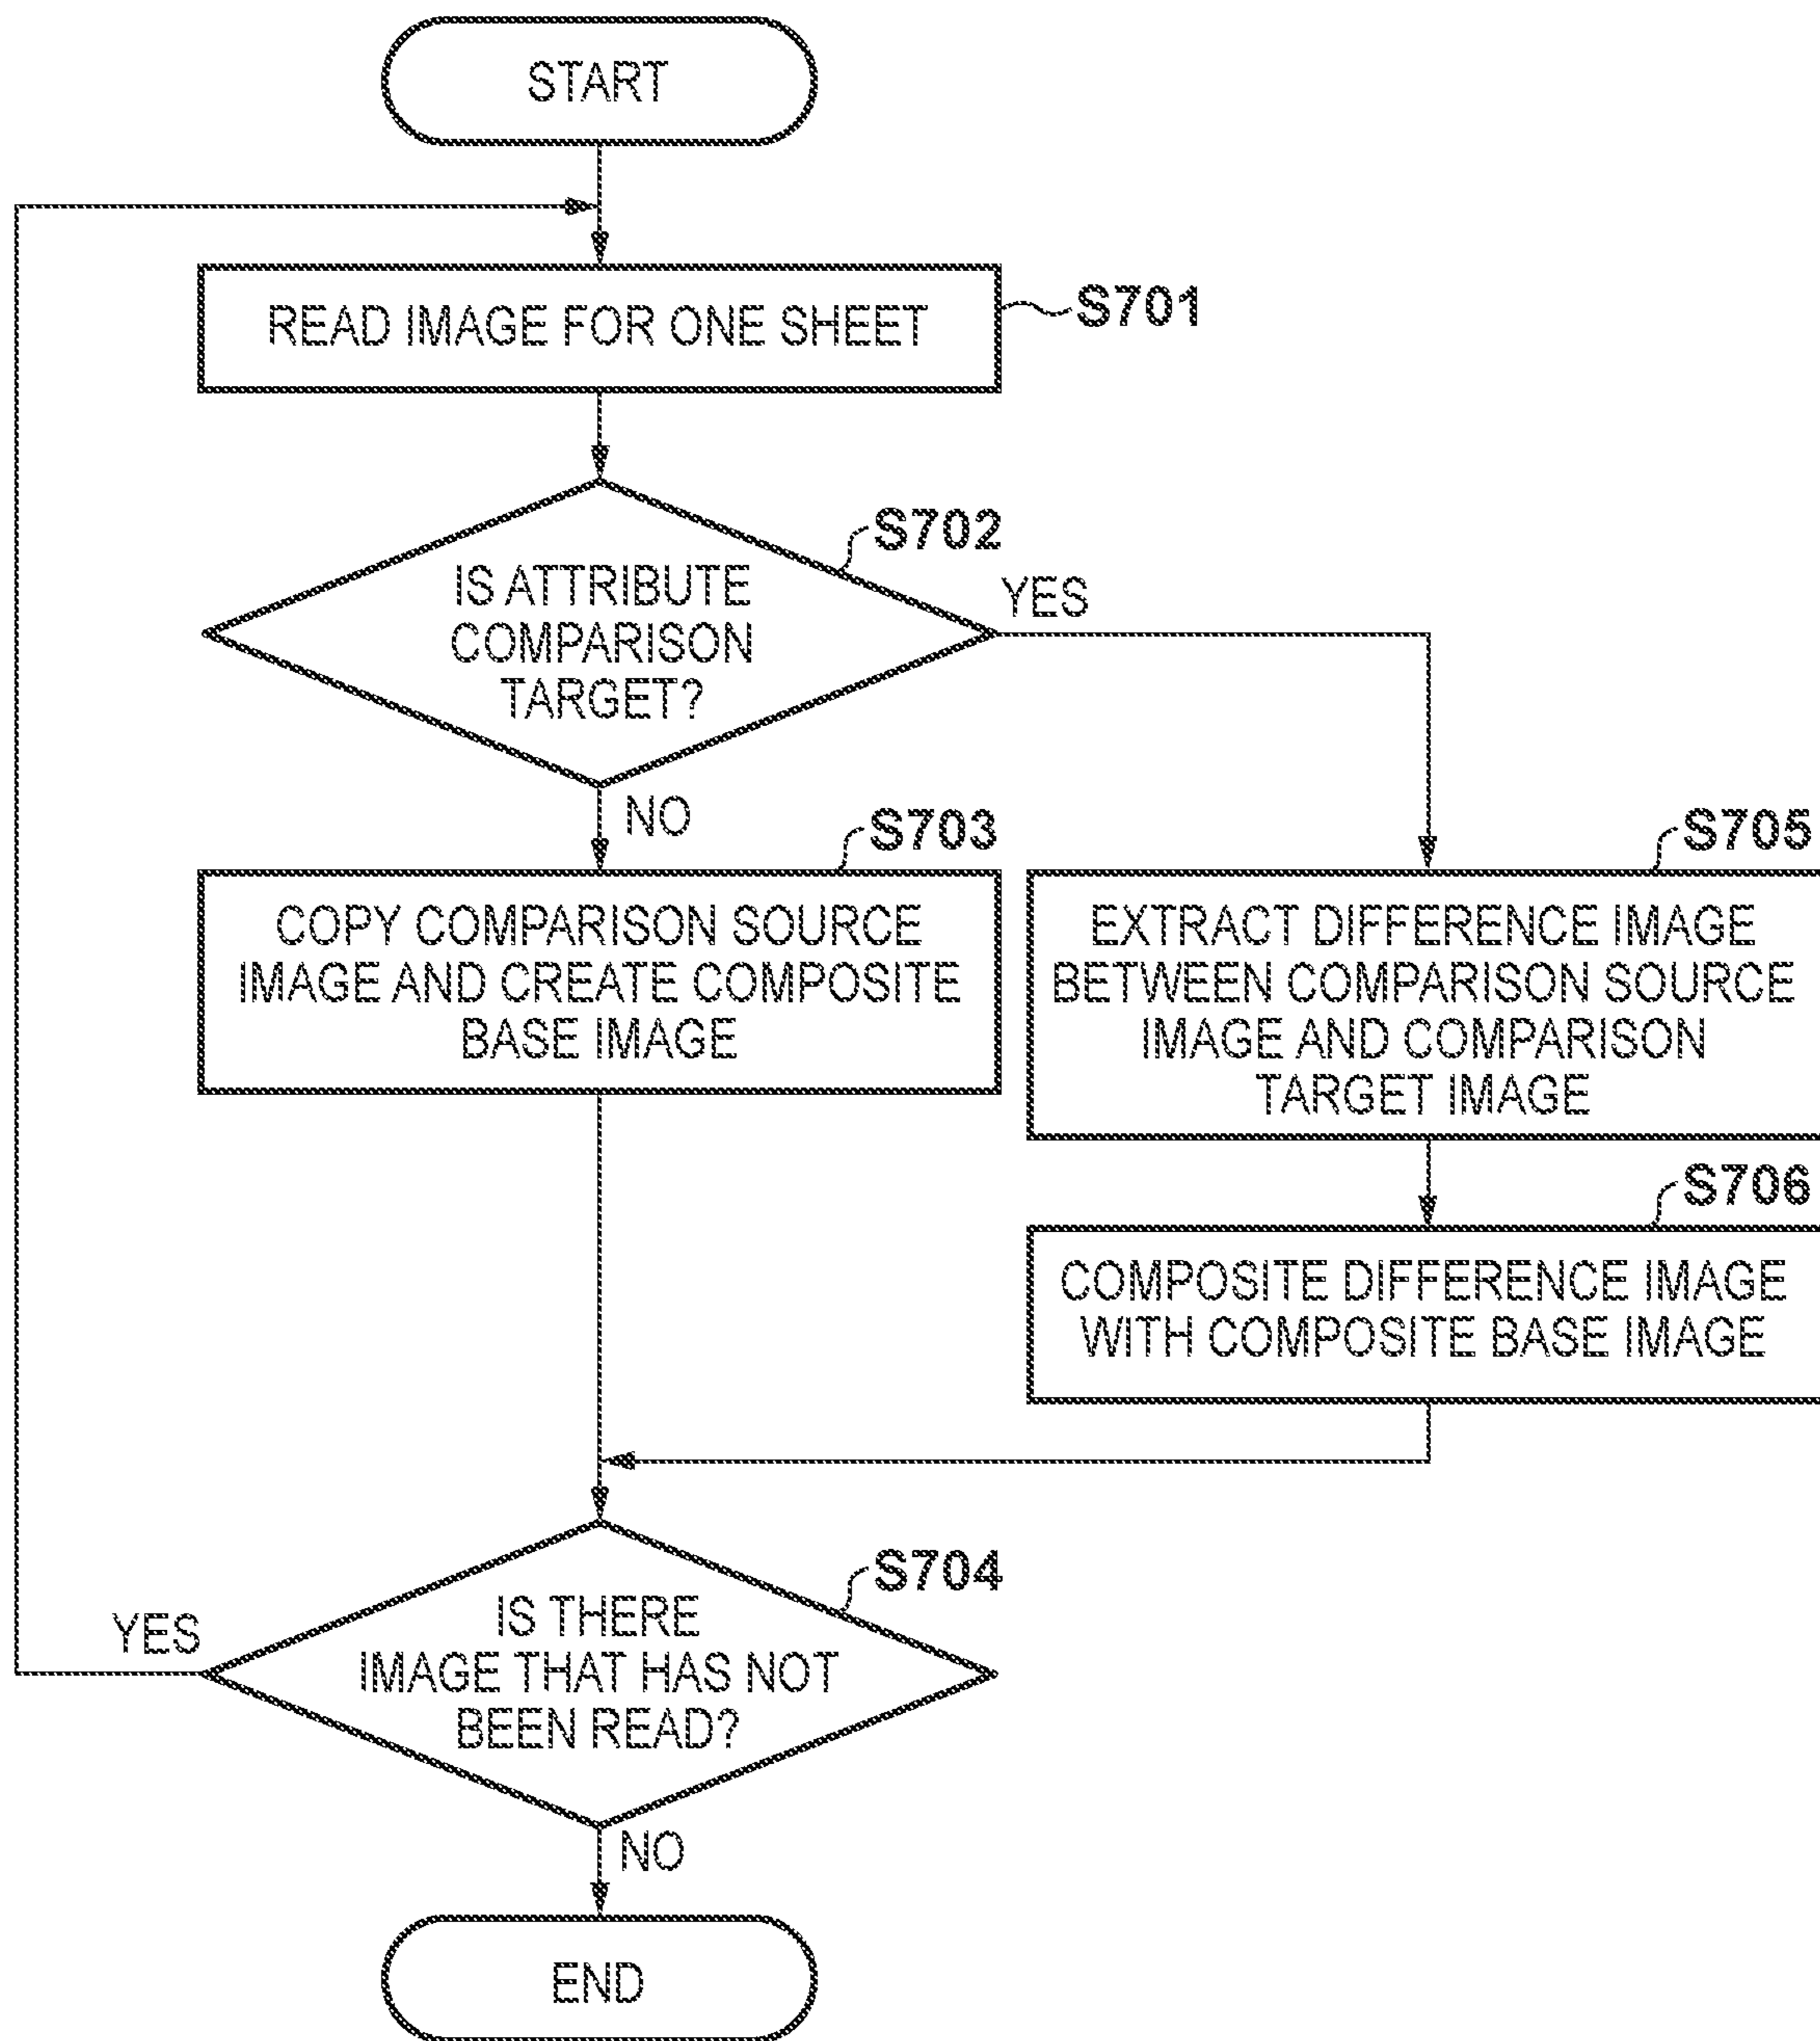 START
READ IMAGE FOR ONE SHEET
S701
S702
IS ATTRIBUTE
COMPARISON
TARGET?
YES
NO
S703
COPY COMPARISON SOURCE
IMAGE AND CREATE COMPOSITE
BASE IMAGE
S705
EXTRACT DIFFERENCE IMAGE
BETWEEN COMPARISON SOURCE
IMAGE AND COMPARISON
TARGET IMAGE
S706
COMPOSITE DIFFERENCE IMAGE
WITH COMPOSITE BASE IMAGE
S704
IS THERE
IMAGE THAT HAS NOT
BEEN READ?
YES
NO
END